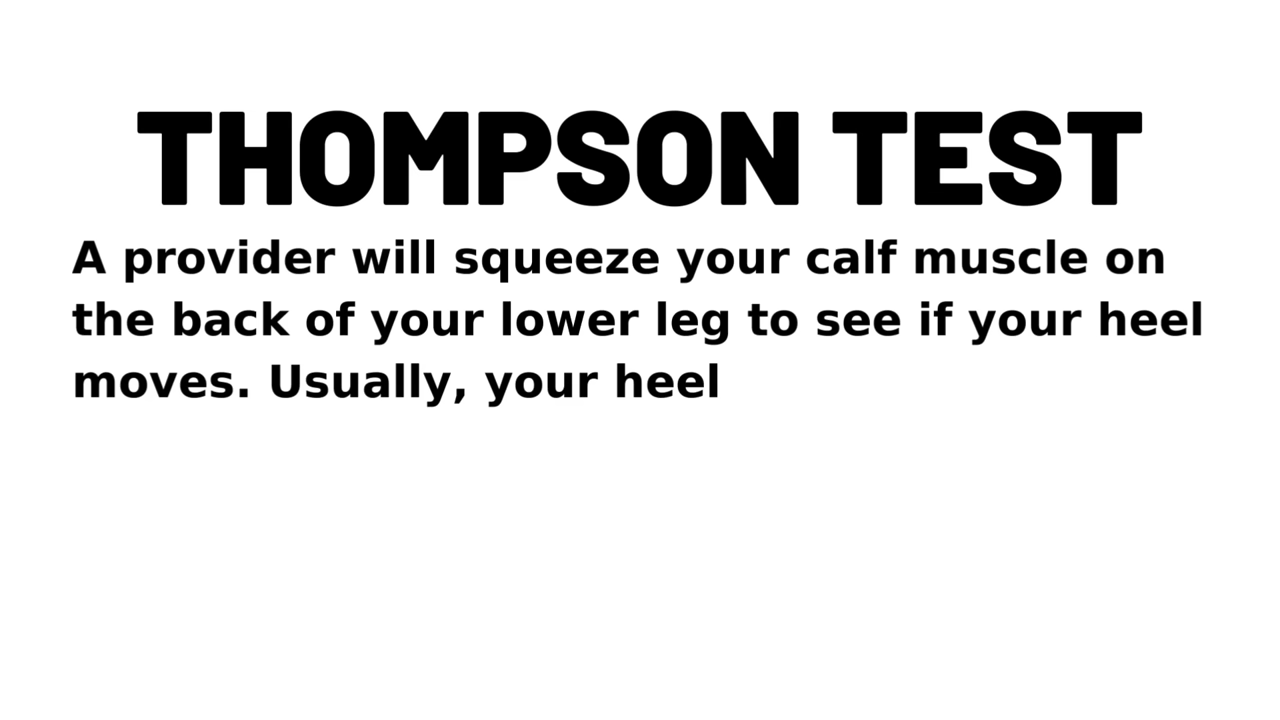 THOMPSON TEST
A provider will squeeze your calf muscle on
the back of your lower leg to see if your heel
moves. Usually, your heel